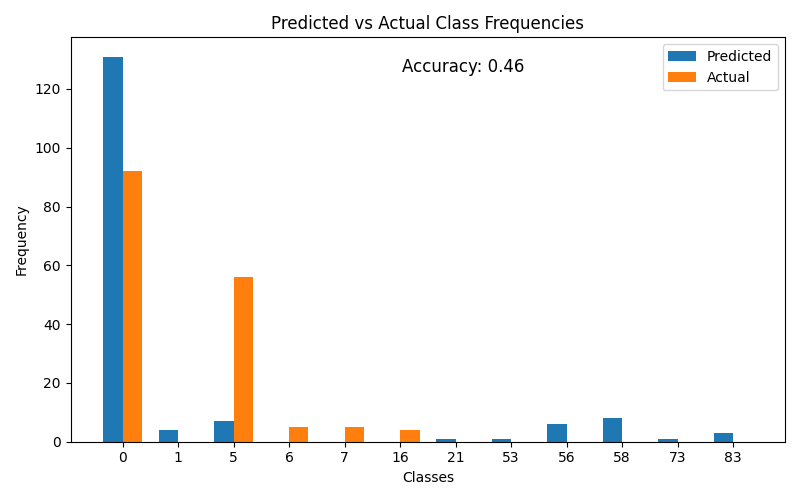 Predicted vs Actual Class Frequencies
Accuracy: 0.46
Predicted
Actual
Frequency
120
100
80
60
40
20
0
0 1 5 6 7 16 21 53 56 58 73 83
Classes